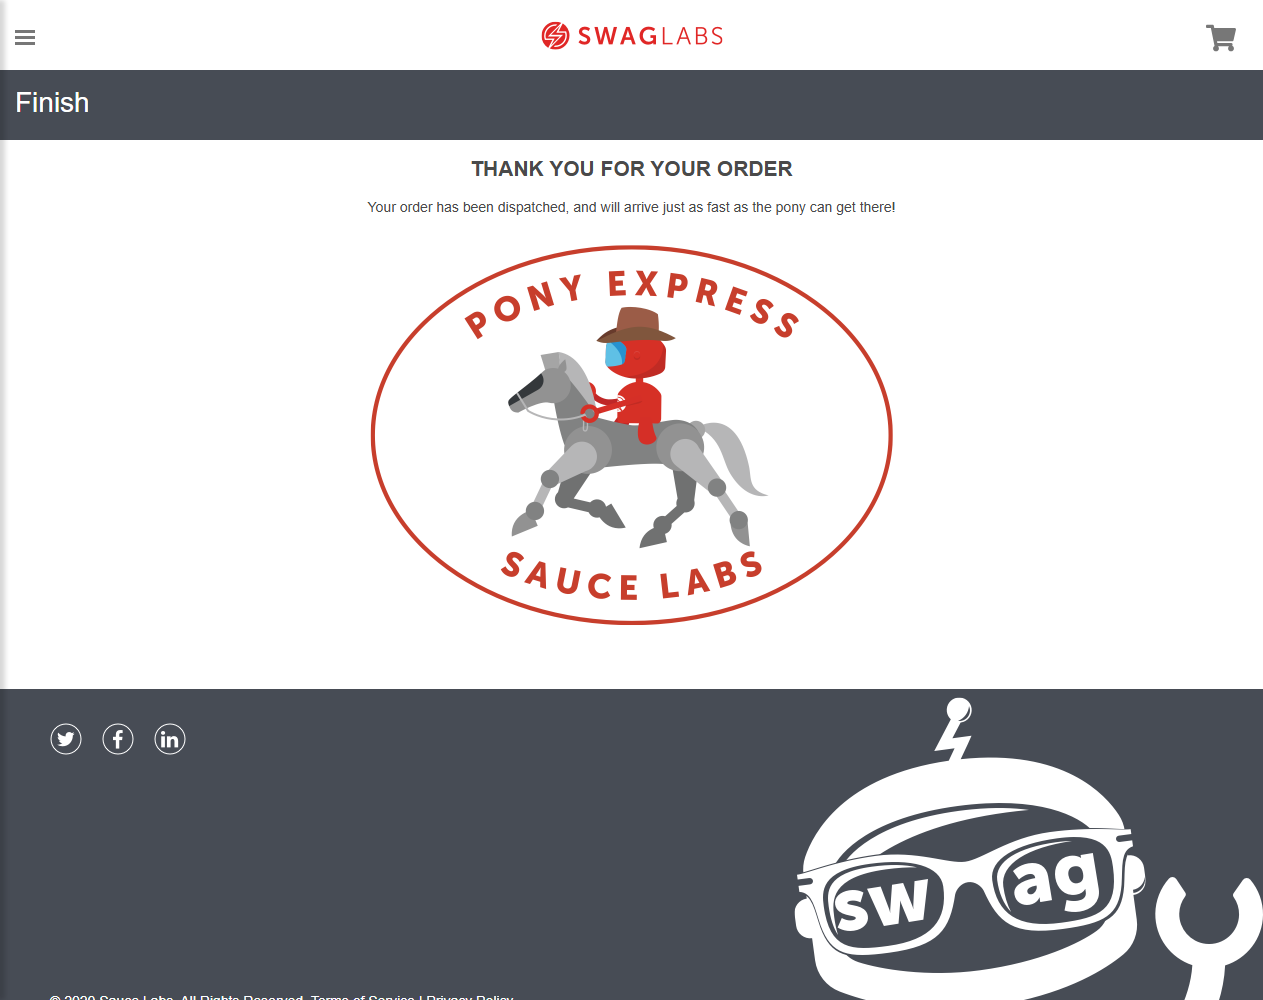 SWAGLABS
Finish
THANK YOU FOR YOUR ORDER
Your order has been dispatched, and will arrive just as fast as the pony can get there!
PONY EXPRESS
SAUCE LABS
swag
© 2020 Sauce Labs. All Rights Reserved. Terms of Service | Privacy Policy